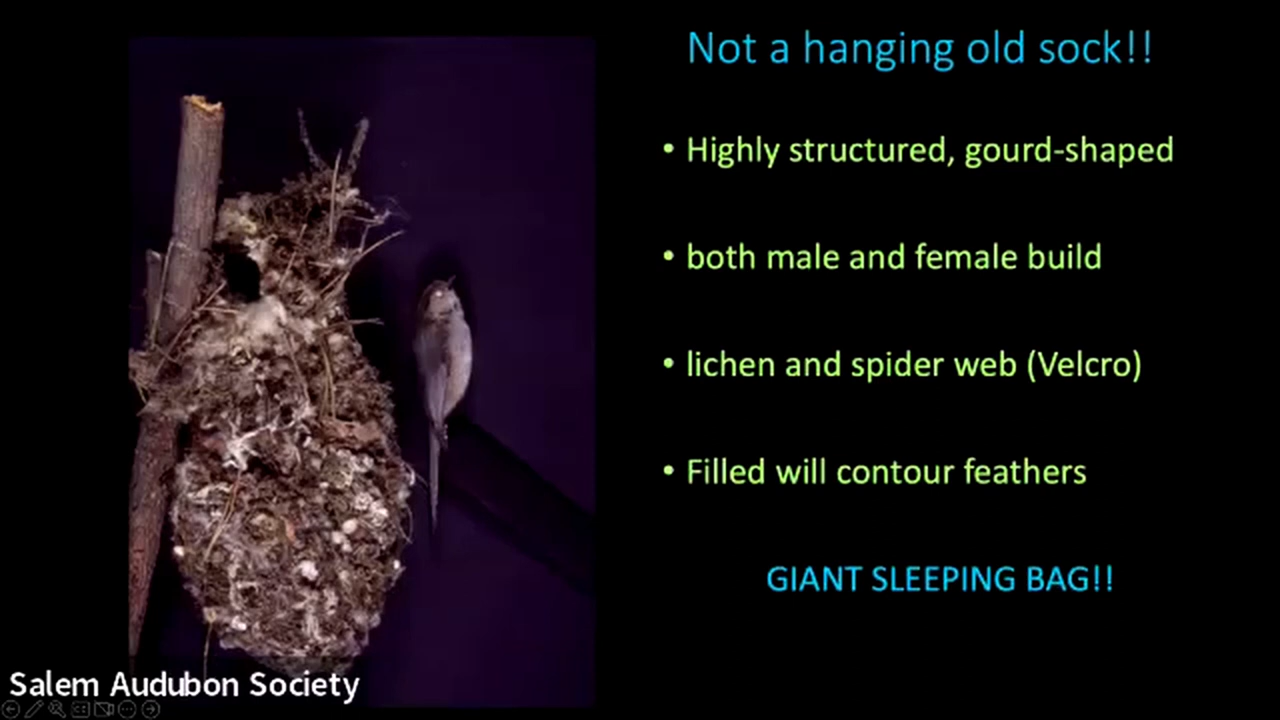 Not a hanging old sock!!
• Highly structured, gourd-shaped
• both male and female build
• lichen and spider web (Velcro)
• Filled will contour feathers
GIANT SLEEPING BAG!!
Salem Audubon Society